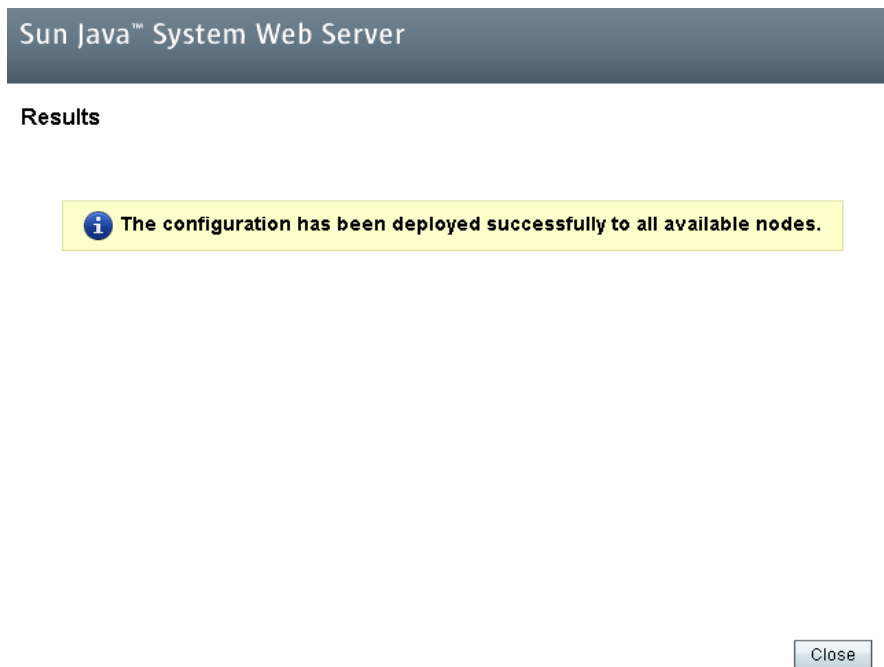 Sun Java™ System Web Server
Results
The configuration has been deployed successfully to all available nodes.
Close